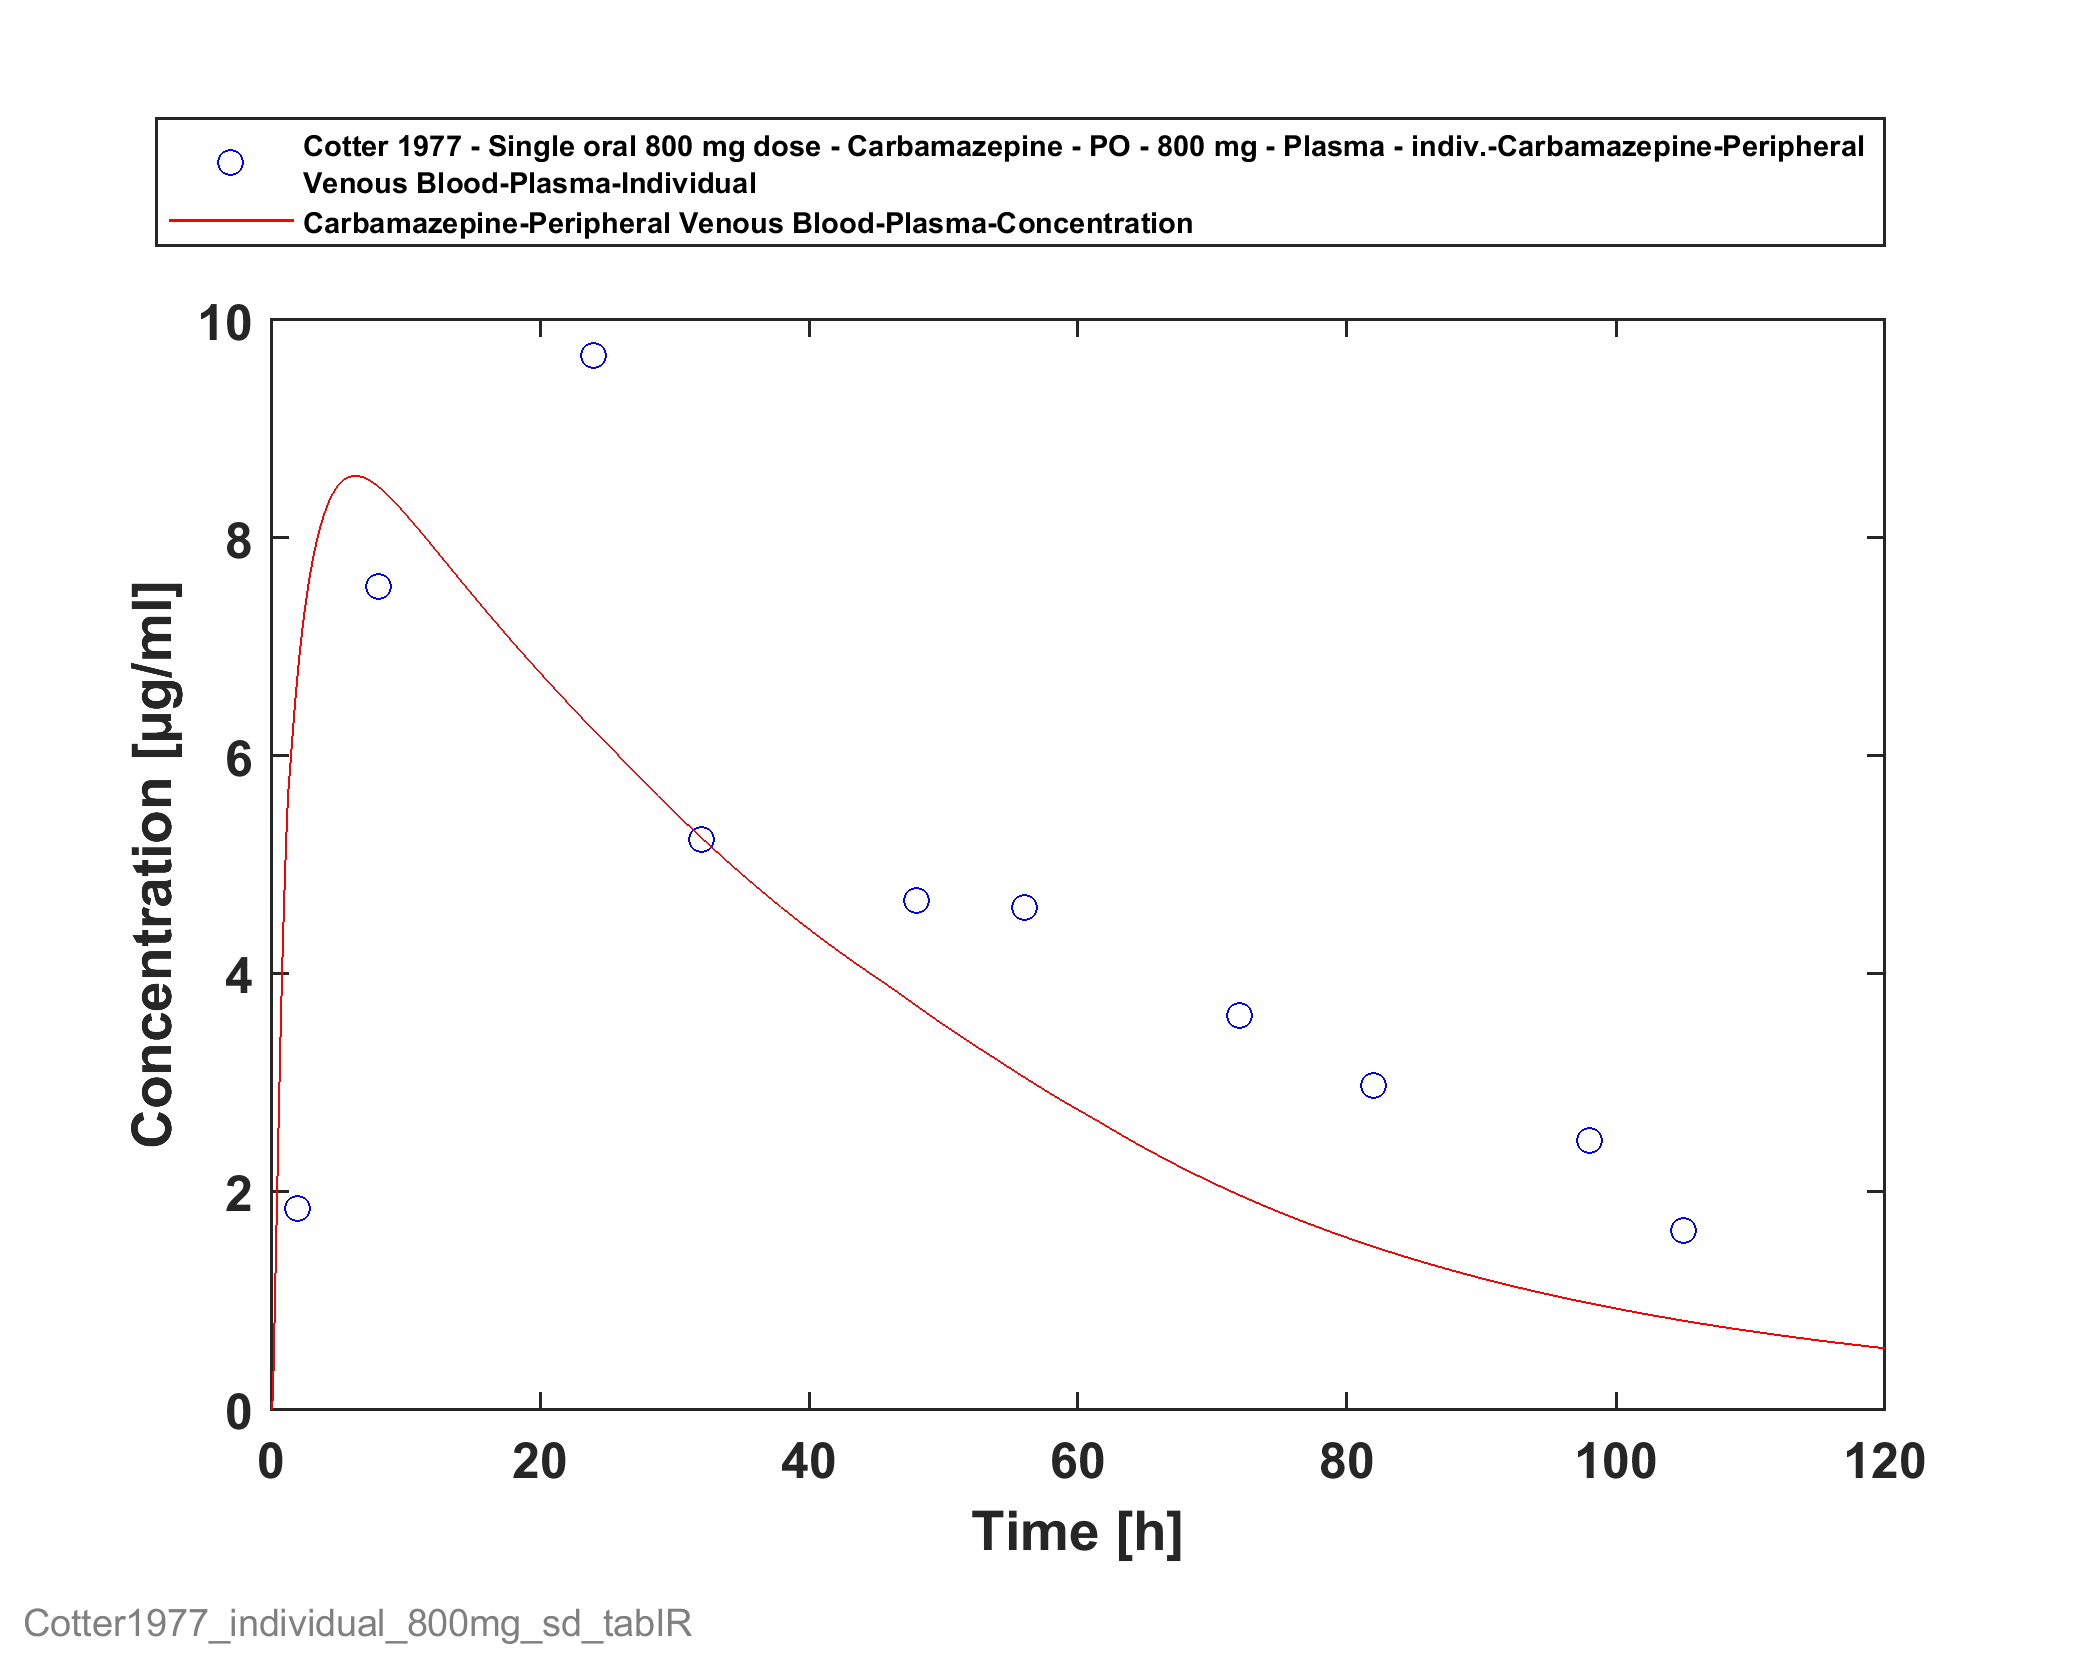 Cotter 1977 - Single oral 800 mg dose - Carbamazepine - PO - 800 mg - Plasma - indiv.-Carbamazepine-Peripheral
Venous Blood-Plasma-Individual
Carbamazepine-Peripheral Venous Blood-Plasma-Concentration
10
8
6
4
2
0
Concentration [µg/ml]
0 20 40 60 80 100 120
Time [h]
Cotter1977_individual_800mg_sd_tabIR